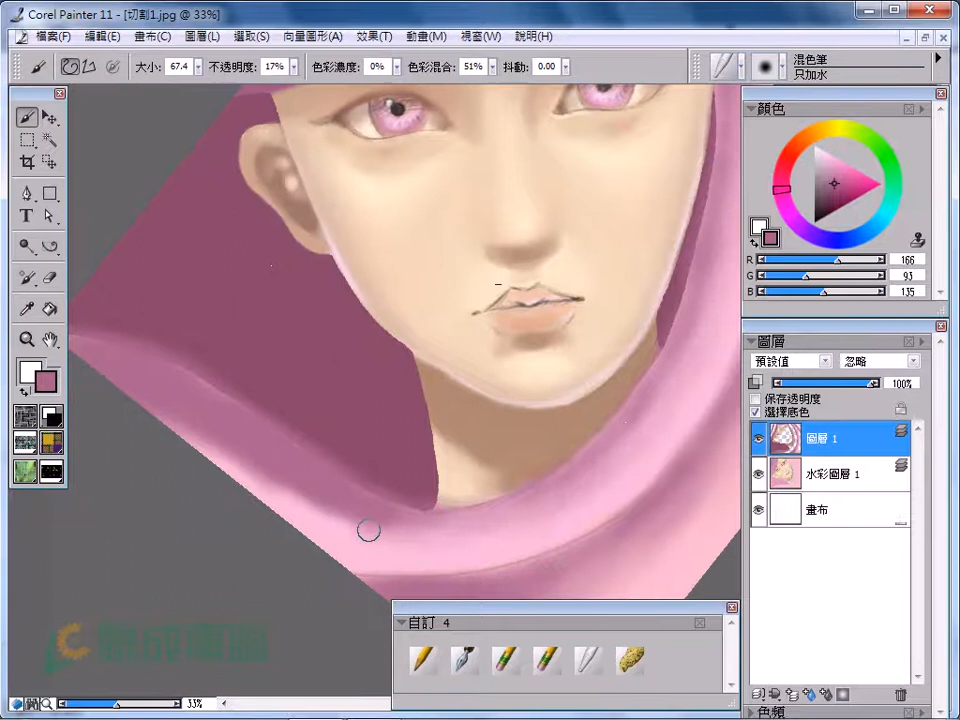 Corel Painter 11 - [切割1.jpg @ 33%]
檔案(F) 編輯(E) 畫布(C) 圖層(L) 選取(S) 向量圖形(A) 效果(T) 動畫(M) 視窗(W) 說明(H)
大小: 67.4 不透明度: 17% 色彩濃度: 0% 色彩混合: 51% 抖動: 0.00
混色筆
只加水
顏色
R 166
G 93
B 135
圖層
預設值 忽略
100%
保存透明度
選擇底色
圖層 1
水彩圖層 1
畫布
自訂 4
33%
色頻